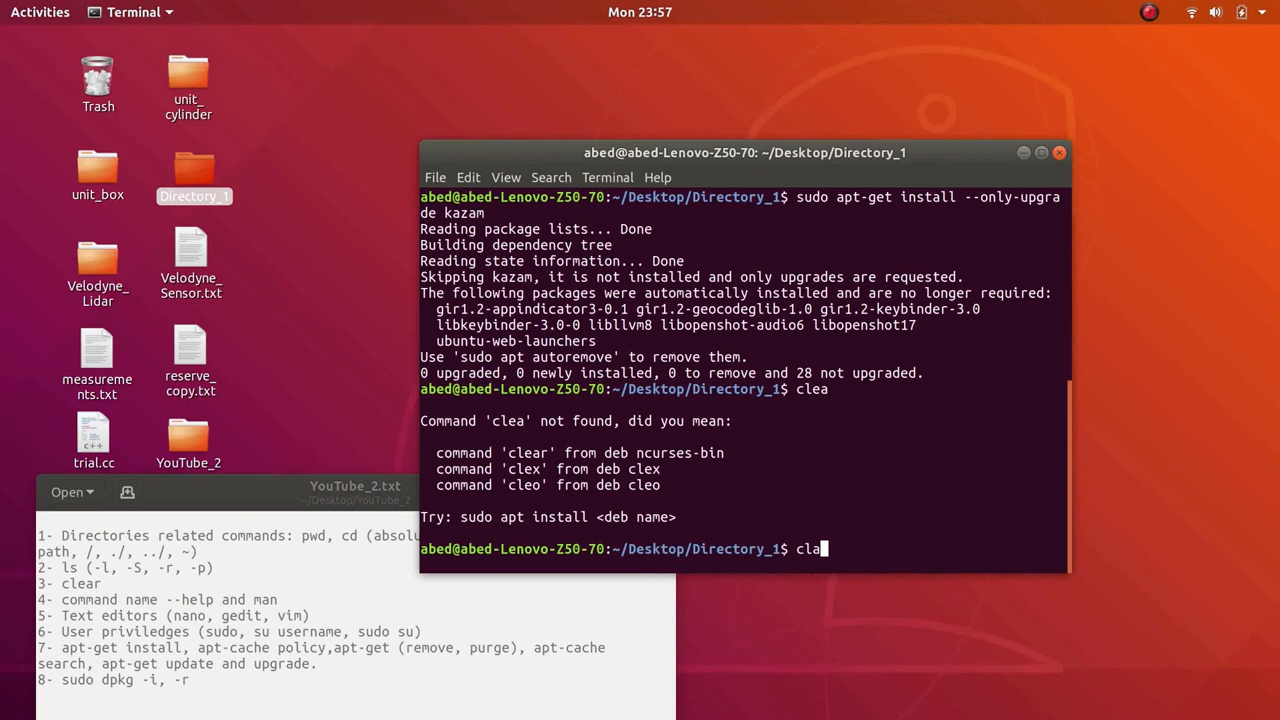 Activities
Terminal
Mon 23:57
Trash
unit_
cylinder
unit_box
Directory_1
Velodyne_
Lidar
Velodyne_
Sensor.txt
measureme
nts.txt
reserve_
copy.txt
trial.cc
YouTube_2
abed@abed-Lenovo-Z50-70: ~/Desktop/Directory_1
File Edit View Search Terminal Help
abed@abed-Lenovo-Z50-70:~/Desktop/Directory_1$ sudo apt-get install --only-upgra
de kazam
Reading package lists... Done
Building dependency tree
Reading state information... Done
Skipping kazam, it is not installed and only upgrades are requested.
The following packages were automatically installed and are no longer required:
gir1.2-appindicator3-0.1 gir1.2-geocodeglib-1.0 gir1.2-keybinder-3.0
libkeybinder-3.0-0 libllvm8 libopenshot-audio6 libopenshot17
ubuntu-web-launchers
Use 'sudo apt autoremove' to remove them.
0 upgraded, 0 newly installed, 0 to remove and 28 not upgraded.
abed@abed-Lenovo-Z50-70:~/Desktop/Directory_1$ clea
Command 'clea' not found, did you mean:
command 'clear' from deb ncurses-bin
command 'clex' from deb clex
command 'cleo' from deb cleo
Try: sudo apt install <deb name>
abed@abed-Lenovo-Z50-70:~/Desktop/Directory_1$ cla
Open
YouTube_2.txt
~/Desktop/YouTube_2
1- Directories related commands: pwd, cd (absolu
path, /, ./, ../, ~)
2- ls (-l, -S, -r, -p)
3- clear
4- command name --help and man
5- Text editors (nano, gedit, vim)
6- User priviledges (sudo, su username, sudo su)
7- apt-get install, apt-cache policy,apt-get (remove, purge), apt-cache
search, apt-get update and upgrade.
8- sudo dpkg -i, -r